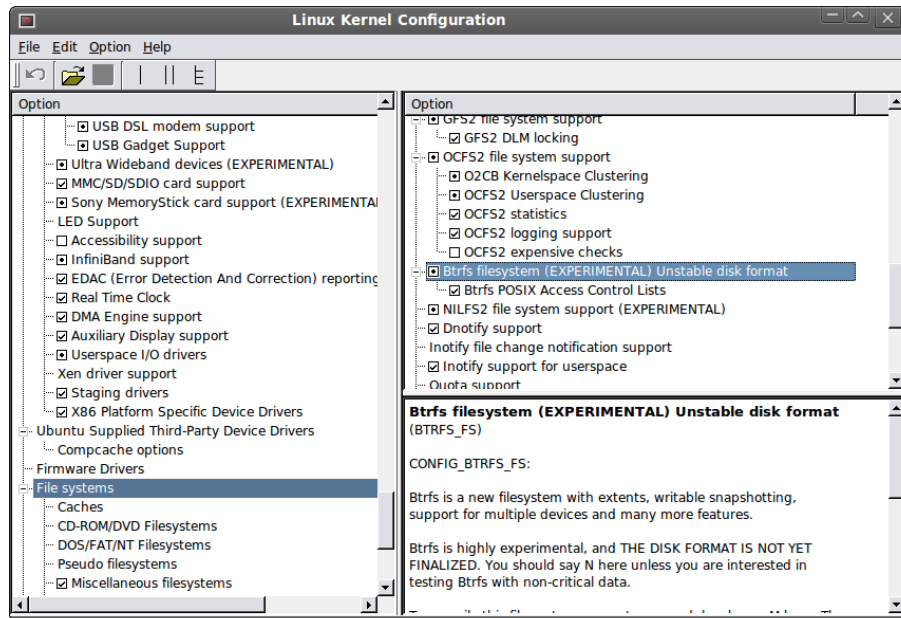 Linux Kernel Configuration
File Edit Option Help
Option
USB DSL modem support
USB Gadget Support
Ultra Wideband devices (EXPERIMENTAL)
MMC/SD/SDIO card support
Sony MemoryStick card support (EXPERIMENTA
LED Support
Accessibility support
InfiniBand support
EDAC (Error Detection And Correction) reporting
Real Time Clock
DMA Engine support
Auxiliary Display support
Userspace I/O drivers
Xen driver support
Staging drivers
X86 Platform Specific Device Drivers
Ubuntu Supplied Third-Party Device Drivers
Compcache options
Firmware Drivers
File systems
Caches
CD-ROM/DVD Filesystems
DOS/FAT/NT Filesystems
Pseudo filesystems
Miscellaneous filesystems
Option
GFS2 file system support
GFS2 DLM locking
OCFS2 file system support
O2CB Kernelspace Clustering
OCFS2 Userspace Clustering
OCFS2 statistics
OCFS2 logging support
OCFS2 expensive checks
Btrfs filesystem (EXPERIMENTAL) Unstable disk format
Btrfs POSIX Access Control Lists
NILFS2 file system support (EXPERIMENTAL)
Dnotify support
Inotify file change notification support
Inotify support for userspace
Quota support
Btrfs filesystem (EXPERIMENTAL) Unstable disk format
(BTRFS_FS)
CONFIG_BTRFS_FS:
Btrfs is a new filesystem with extents, writable snapshotting,
support for multiple devices and many more features.
Btrfs is highly experimental, and THE DISK FORMAT IS NOT YET
FINALIZED. You should say N here unless you are interested in
testing Btrfs with non-critical data.